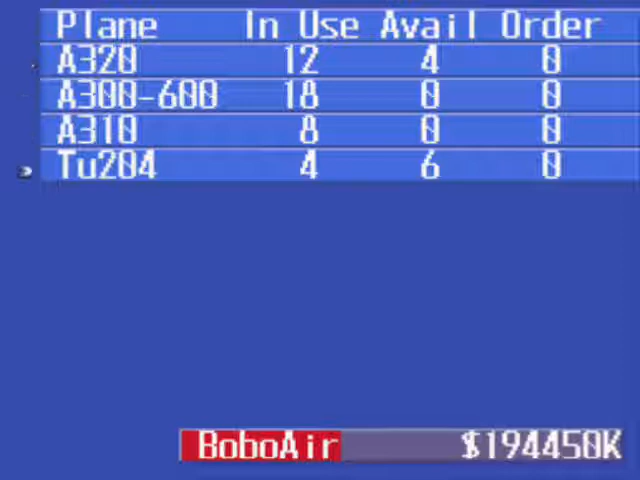 Plane In Use Avail Order
A320 12 4 0
A300-600 18 0 0
A310 8 0 0
Tu204 4 6 0
BoboAir $194450K